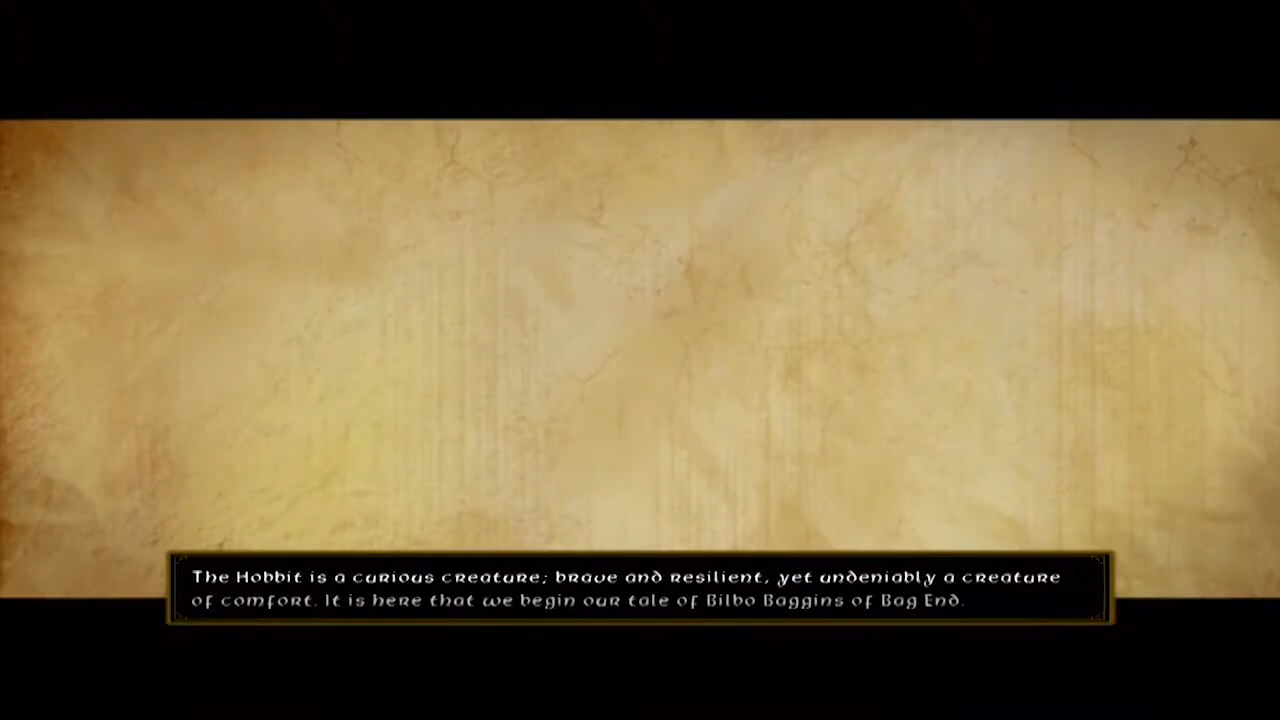 The Hobbit is a curious creature; brave and resilient, yet undeniably a creature
of comfort. It is here that we begin our tale of Bilbo Baggins of Bag End.